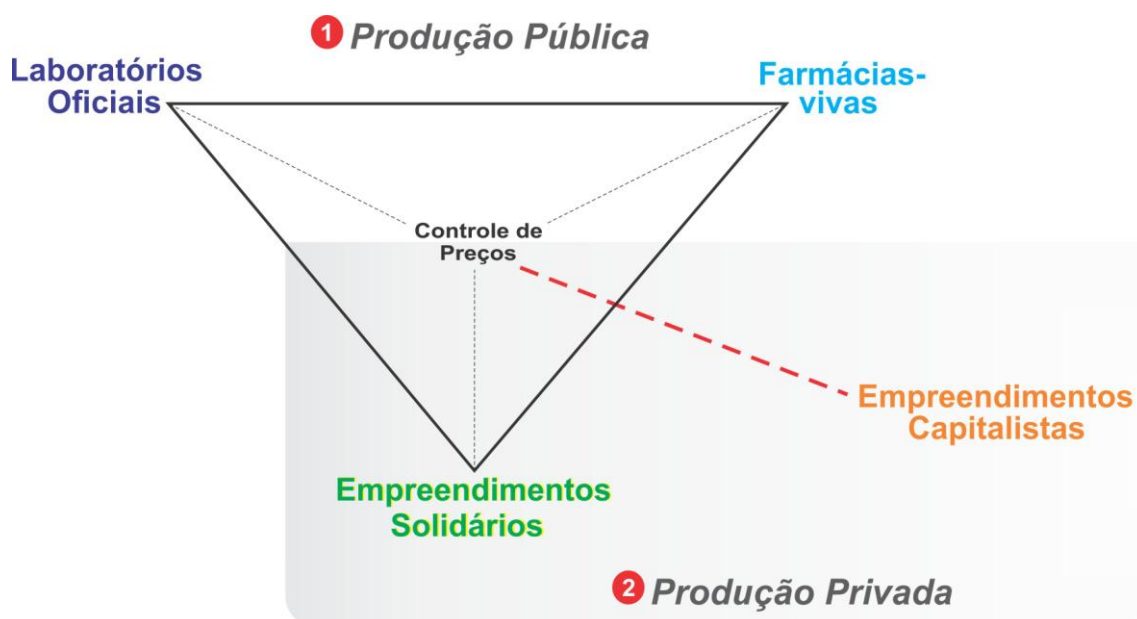 1 Produção Pública
Laboratórios
Oficiais
Farmácias-
vivas
Controle de
Preços
Empreendimentos
Capitalistas
Empreendimentos
Solidários
2 Produção Privada